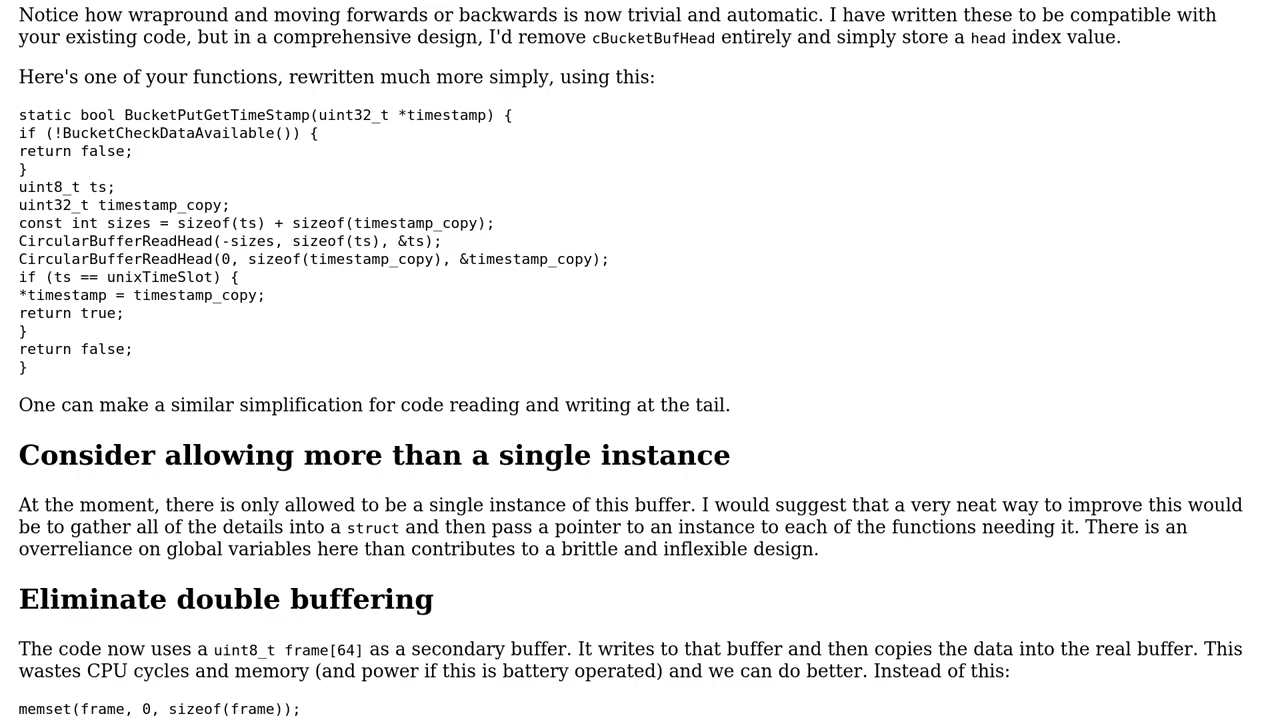 Notice how wrapround and moving forwards or backwards is now trivial and automatic. I have written these to be compatible with
your existing code, but in a comprehensive design, I'd remove cBucketBufHead entirely and simply store a head index value.
Here's one of your functions, rewritten much more simply, using this:
static bool BucketPutGetTimeStamp(uint32_t *timestamp) {
if (!BucketCheckDataAvailable()) {
return false;
}
uint8_t ts;
uint32_t timestamp_copy;
const int sizes = sizeof(ts) + sizeof(timestamp_copy);
CircularBufferReadHead(-sizes, sizeof(ts), &ts);
CircularBufferReadHead(0, sizeof(timestamp_copy), &timestamp_copy);
if (ts == unixTimeSlot) {
*timestamp = timestamp_copy;
return true;
}
return false;
}
One can make a similar simplification for code reading and writing at the tail.
Consider allowing more than a single instance
At the moment, there is only allowed to be a single instance of this buffer. I would suggest that a very neat way to improve this would
be to gather all of the details into a struct and then pass a pointer to an instance to each of the functions needing it. There is an
overreliance on global variables here than contributes to a brittle and inflexible design.
Eliminate double buffering
The code now uses a uint8_t frame[64] as a secondary buffer. It writes to that buffer and then copies the data into the real buffer. This
wastes CPU cycles and memory (and power if this is battery operated) and we can do better. Instead of this:
memset(frame, 0, sizeof(frame));